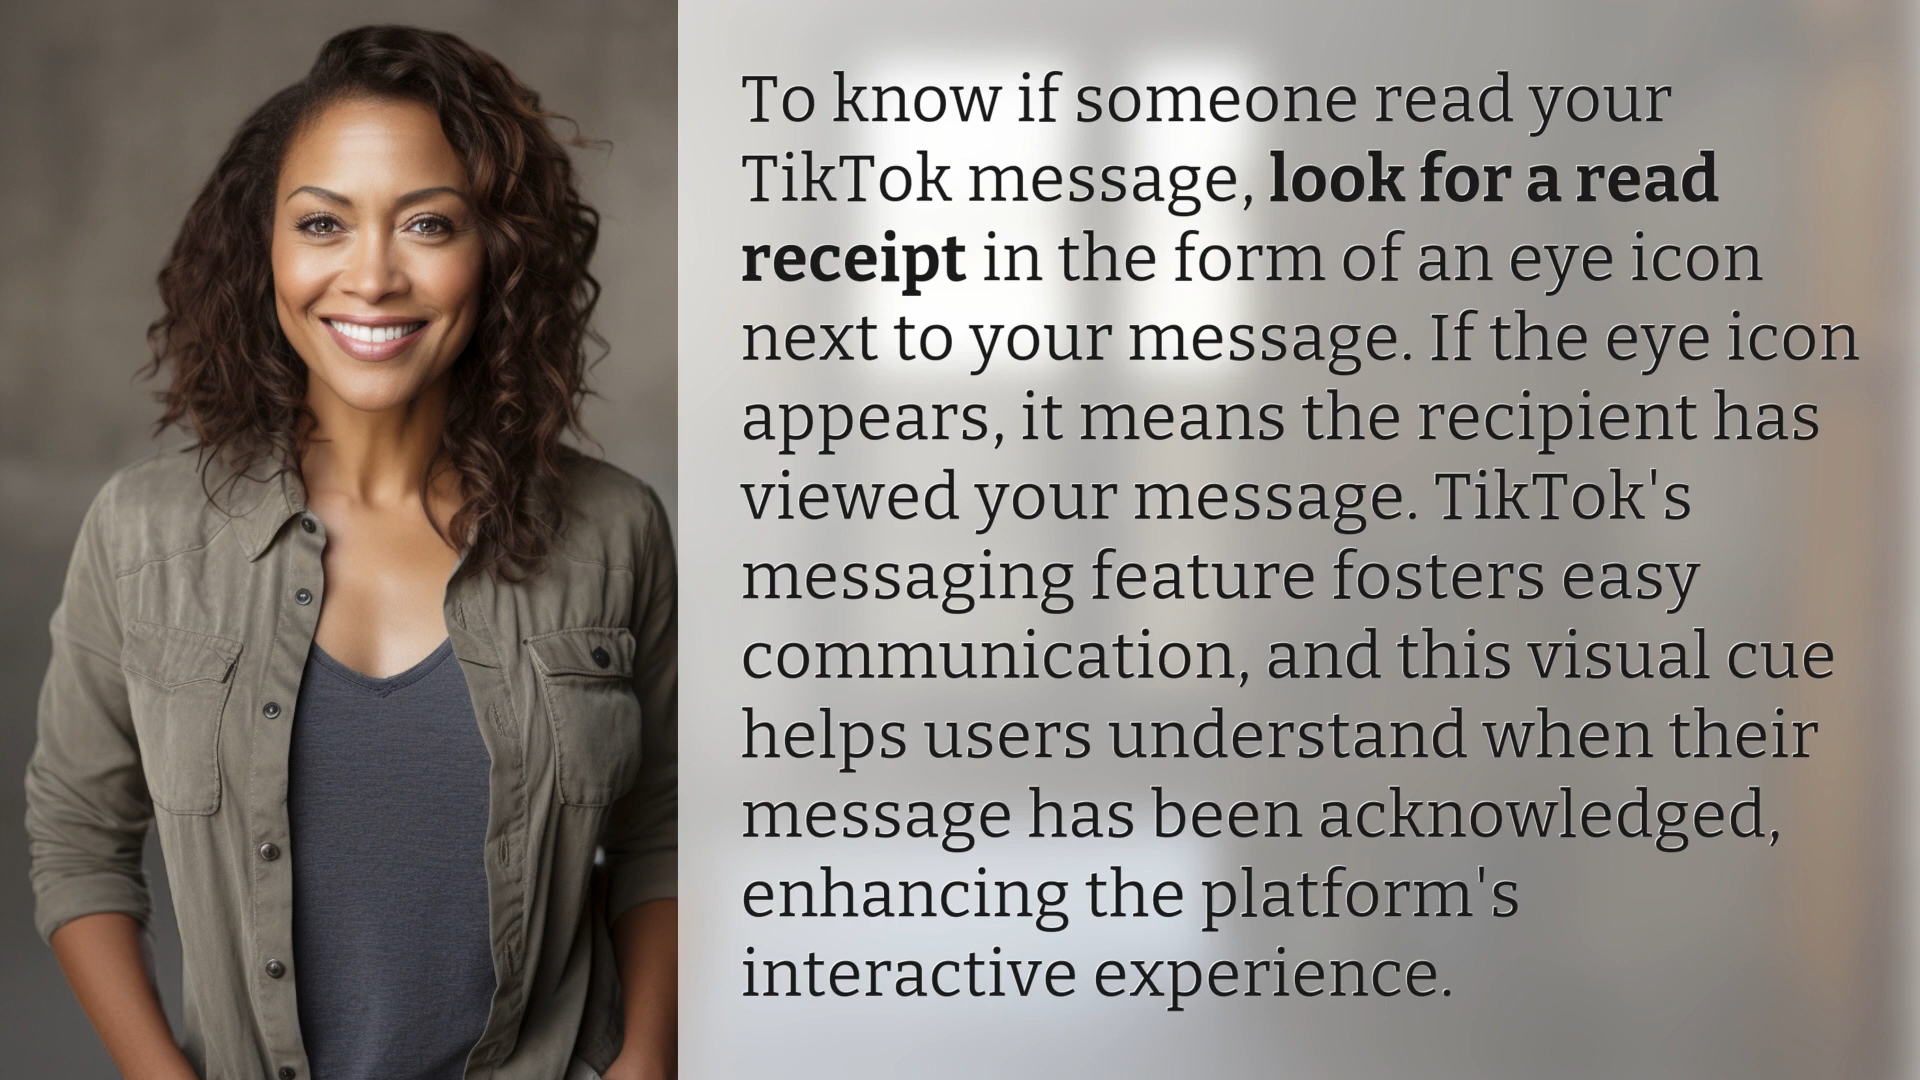 To know if someone read your
TikTok message, look for a read
receipt in the form of an eye icon
next to your message. If the eye icon
appears, it means the recipient has
viewed your message. TikTok's
messaging feature fosters easy
communication, and this visual cue
helps users understand when their
message has been acknowledged,
enhancing the platform's
interactive experience.